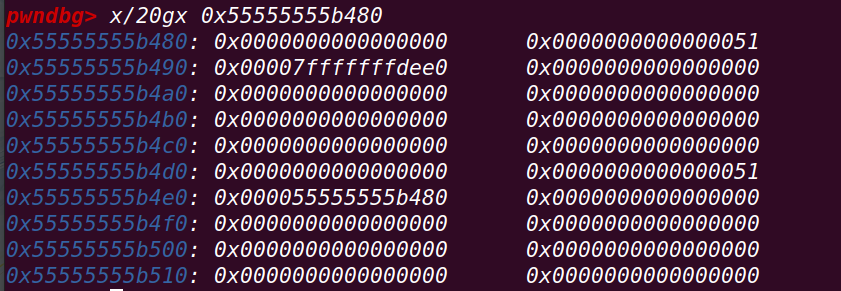 pwndbg> x/20gx 0x55555555b480
0x55555555b480: 0x0000000000000000 0x0000000000000051
0x55555555b490: 0x00007fffffffdee0 0x0000000000000000
0x55555555b4a0: 0x0000000000000000 0x0000000000000000
0x55555555b4b0: 0x0000000000000000 0x0000000000000000
0x55555555b4c0: 0x0000000000000000 0x0000000000000000
0x55555555b4d0: 0x0000000000000000 0x0000000000000051
0x55555555b4e0: 0x000055555555b480 0x0000000000000000
0x55555555b4f0: 0x0000000000000000 0x0000000000000000
0x55555555b500: 0x0000000000000000 0x0000000000000000
0x55555555b510: 0x0000000000000000 0x0000000000000000